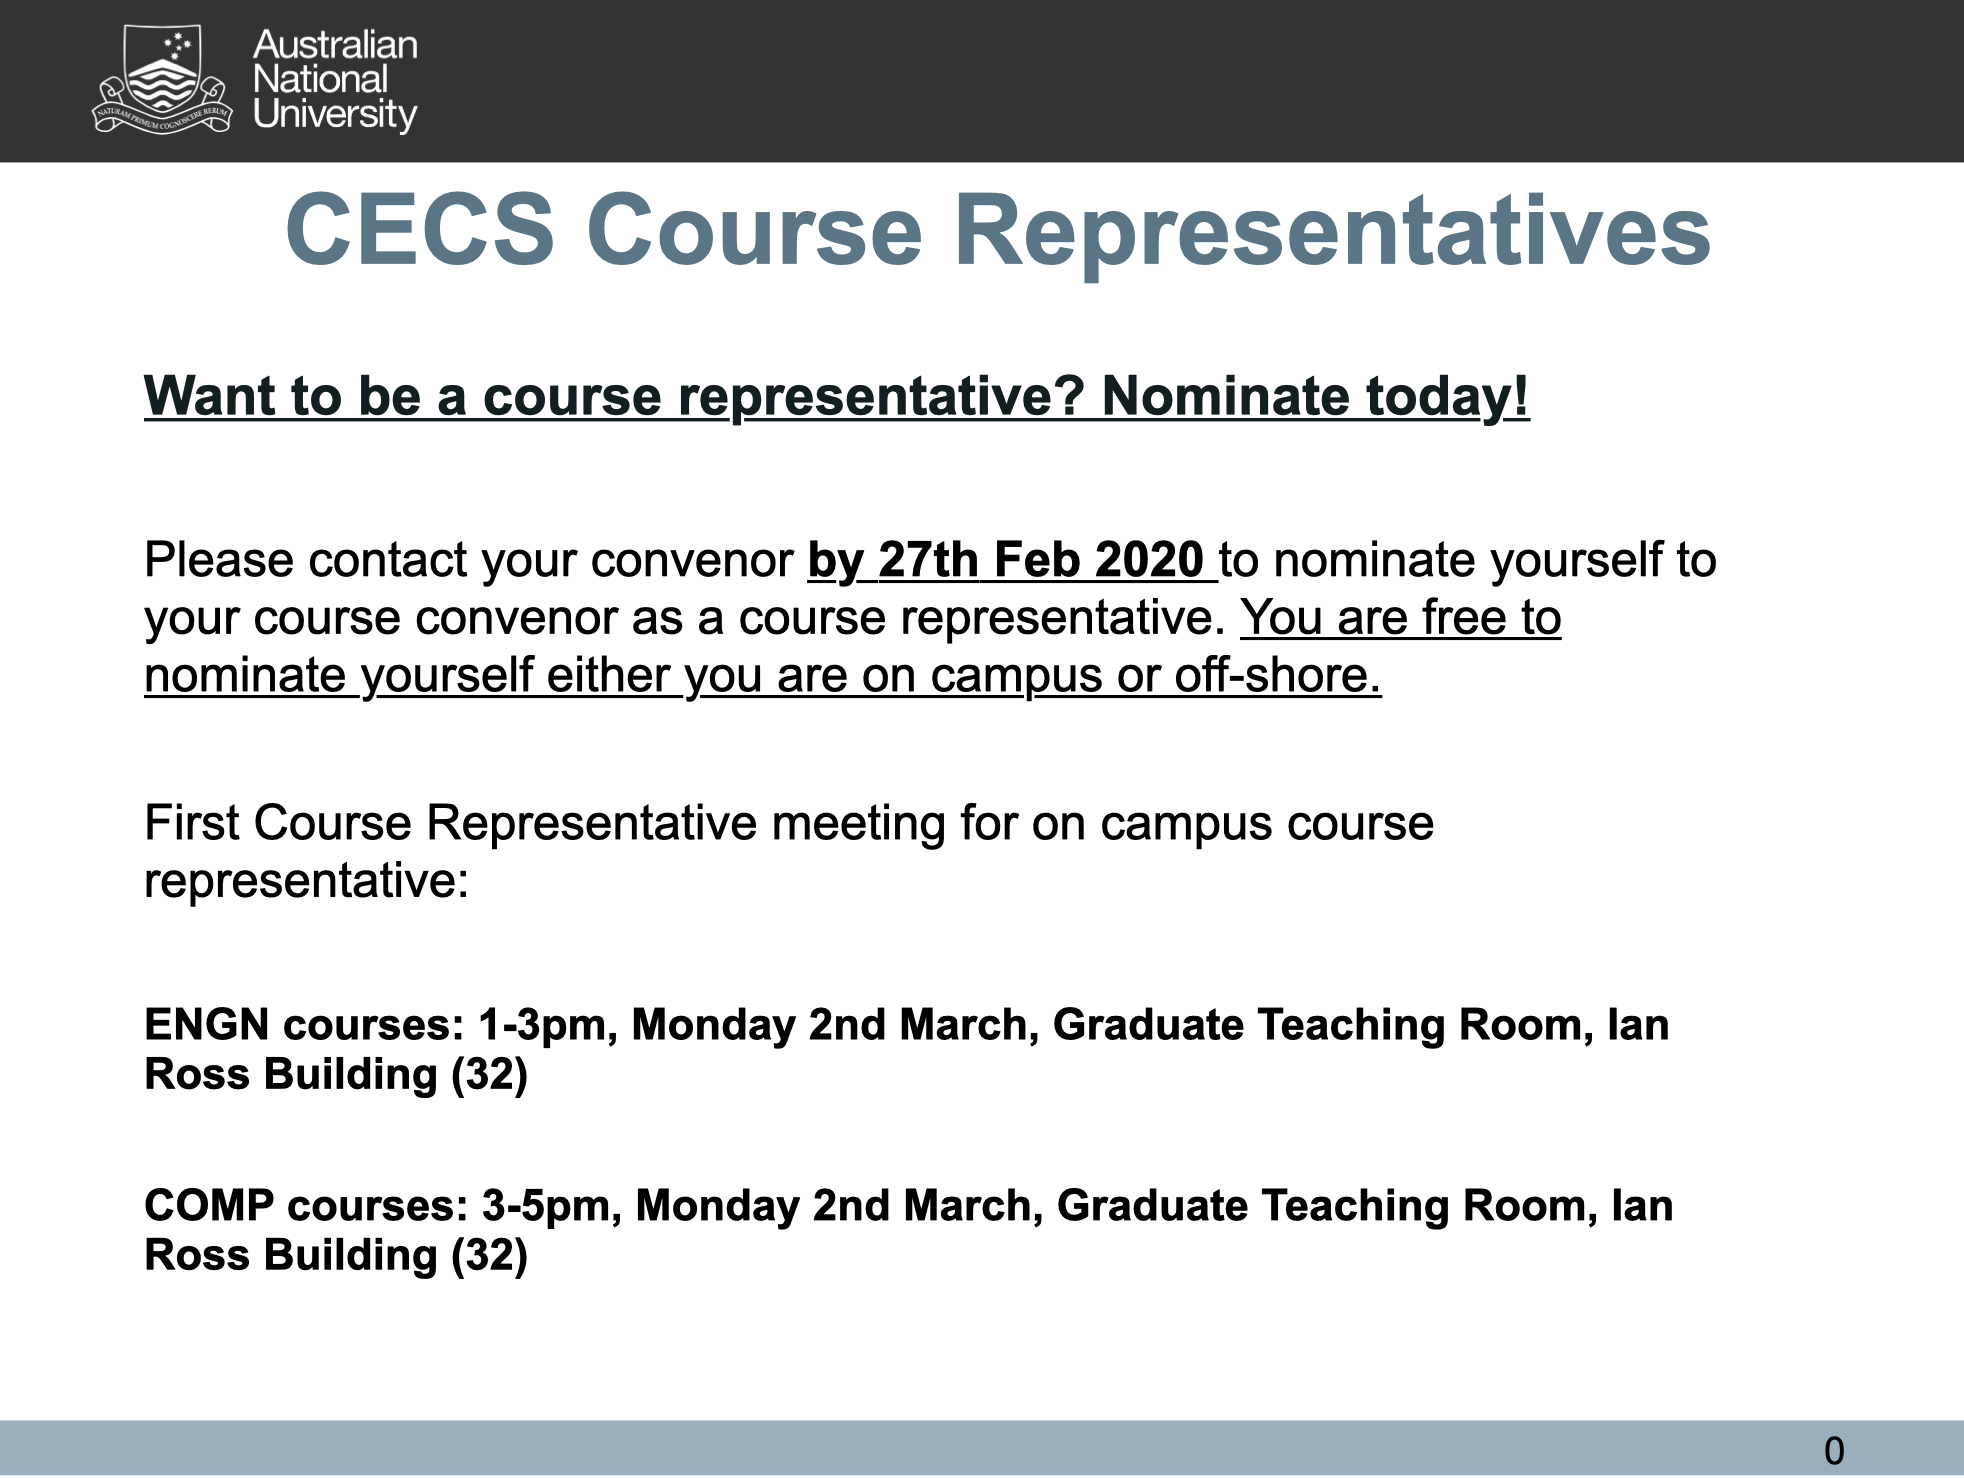 Australian
National
University
NATURAM PRIMUM COGNOSCERE RERUM
CECS Course Representatives
Want to be a course representative? Nominate today!
Please contact your convenor by 27th Feb 2020 to nominate yourself to
your course convenor as a course representative. You are free to
nominate yourself either you are on campus or off-shore.
First Course Representative meeting for on campus course
representative:
ENGN courses: 1-3pm, Monday 2nd March, Graduate Teaching Room, Ian
Ross Building (32)
COMP courses: 3-5pm, Monday 2nd March, Graduate Teaching Room, Ian
Ross Building (32)
0